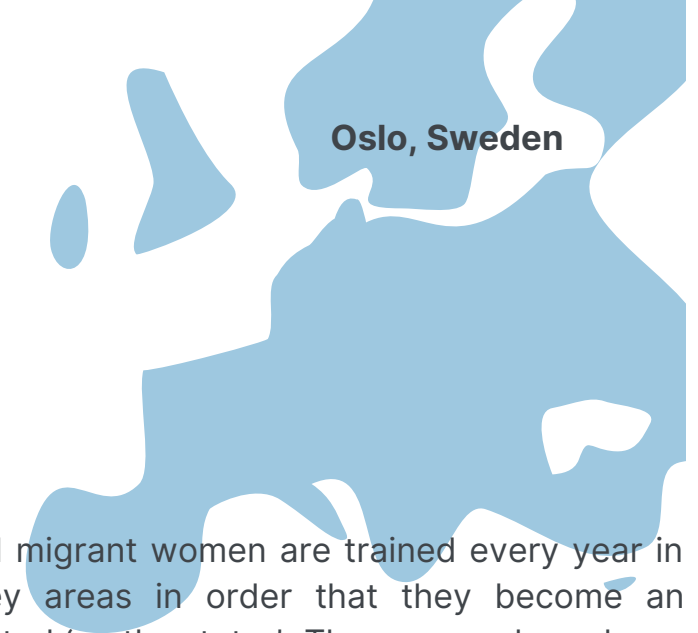 Oslo, Sweden
migrant women are trained every year in
areas in order that they become an